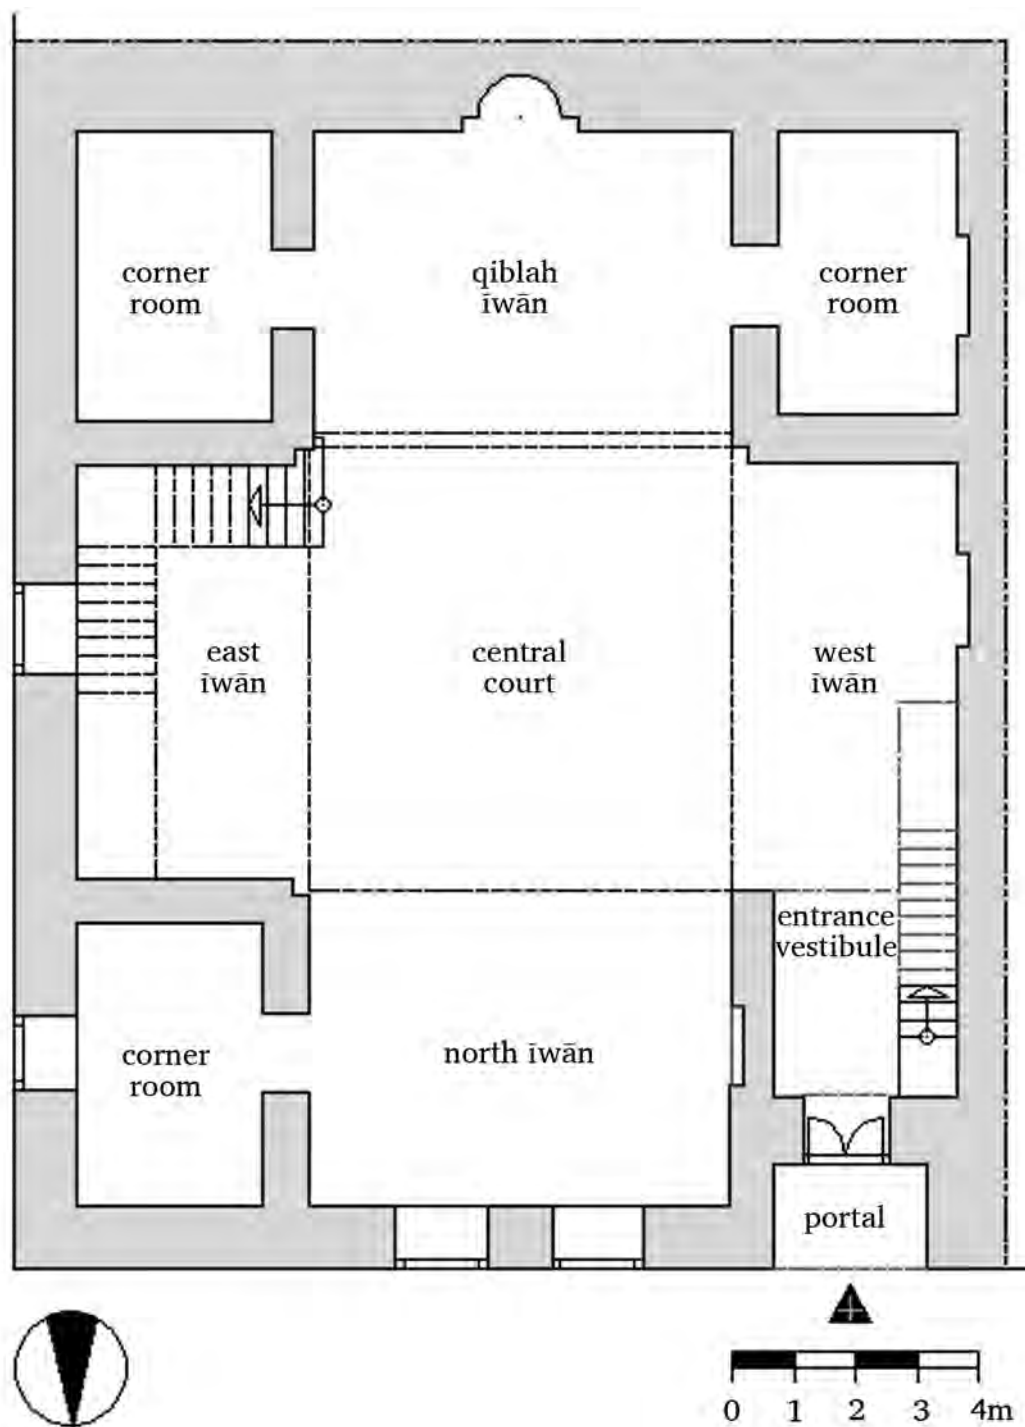 corner
room
qiblah
īwān
corner
room
east
īwān
central
court
west
īwān
entrance
vestibule
corner
room
north īwān
portal
0 1 2 3 4m